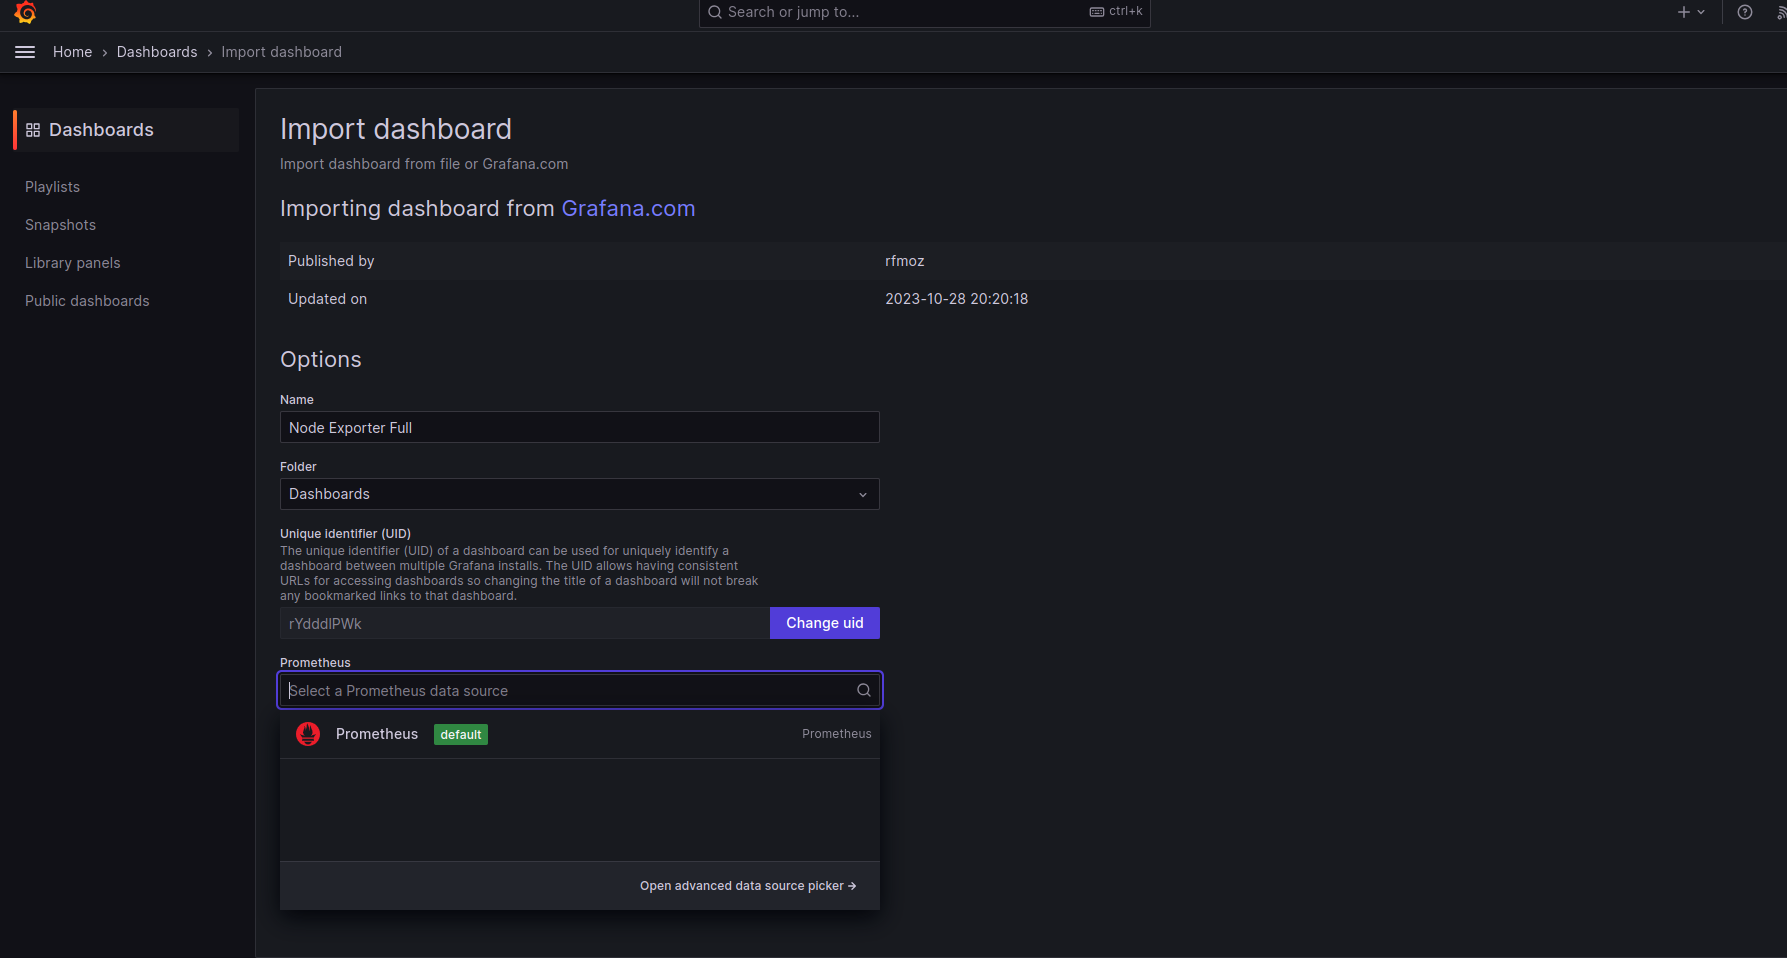 Search or jump to...
ctrl+k
Home › Dashboards › Import dashboard
Dashboards
Playlists
Snapshots
Library panels
Public dashboards
Import dashboard
Import dashboard from file or Grafana.com
Importing dashboard from Grafana.com
Published by rfmoz
Updated on 2023-10-28 20:20:18
Options
Name
Node Exporter Full
Folder
Dashboards
Unique identifier (UID)
The unique identifier (UID) of a dashboard can be used for uniquely identify a
dashboard between multiple Grafana installs. The UID allows having consistent
URLs for accessing dashboards so changing the title of a dashboard will not break
any bookmarked links to that dashboard.
rYdddlPWk
Change uid
Prometheus
Select a Prometheus data source
Prometheus default Prometheus
Open advanced data source picker →